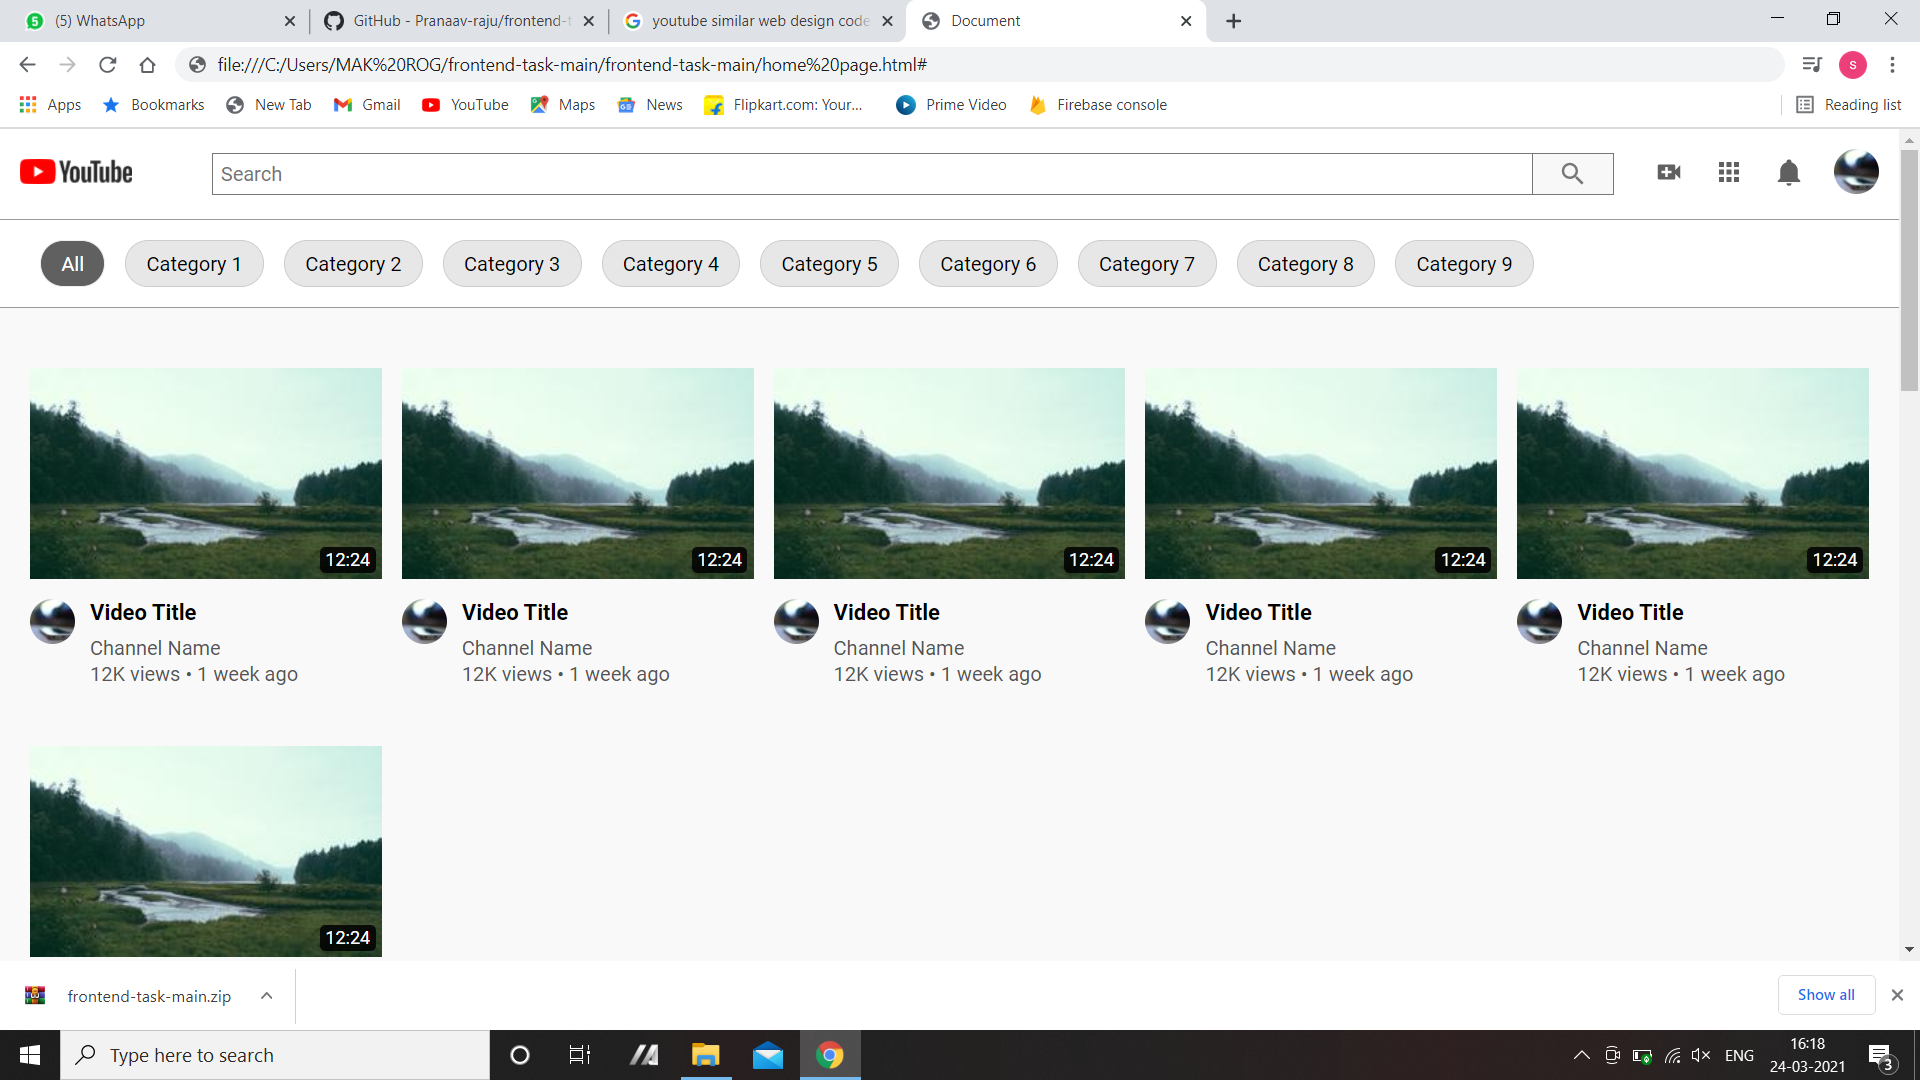 (5) WhatsApp
GitHub - Pranaav-raju/frontend-t
youtube similar web design code
Document
file:///C:/Users/MAK%20ROG/frontend-task-main/frontend-task-main/home%20page.html#
s
Apps Bookmarks New Tab Gmail YouTube Maps News Flipkart.com: Your... Prime Video Firebase console Reading list
YouTube Search
All Category 1 Category 2 Category 3 Category 4 Category 5 Category 6 Category 7 Category 8 Category 9
12:24 12:24 12:24 12:24 12:24
Video Title Video Title Video Title Video Title Video Title
Channel Name Channel Name Channel Name Channel Name Channel Name
12K views • 1 week ago 12K views • 1 week ago 12K views • 1 week ago 12K views • 1 week ago 12K views • 1 week ago
12:24
frontend-task-main.zip Show all
Type here to search
ENG
16:18
24-03-2021
3